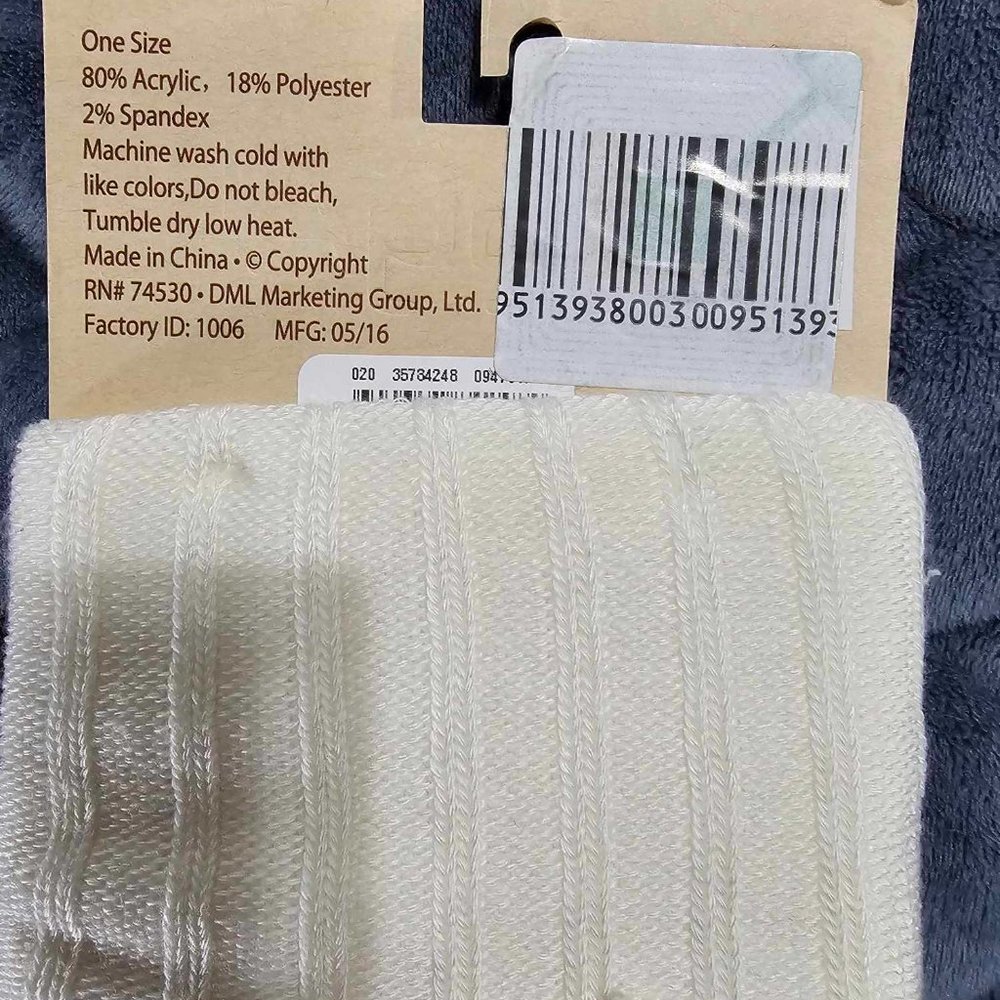 One Size
80% Acrylic, 18% Polyester
2% Spandex
Machine wash cold with
like colors,Do not bleach,
Tumble dry low heat.
Made in China • © Copyright
RN# 74530 • DML Marketing Group, Ltd.
Factory ID: 1006 MFG: 05/16
951393800300951393
020 35784248